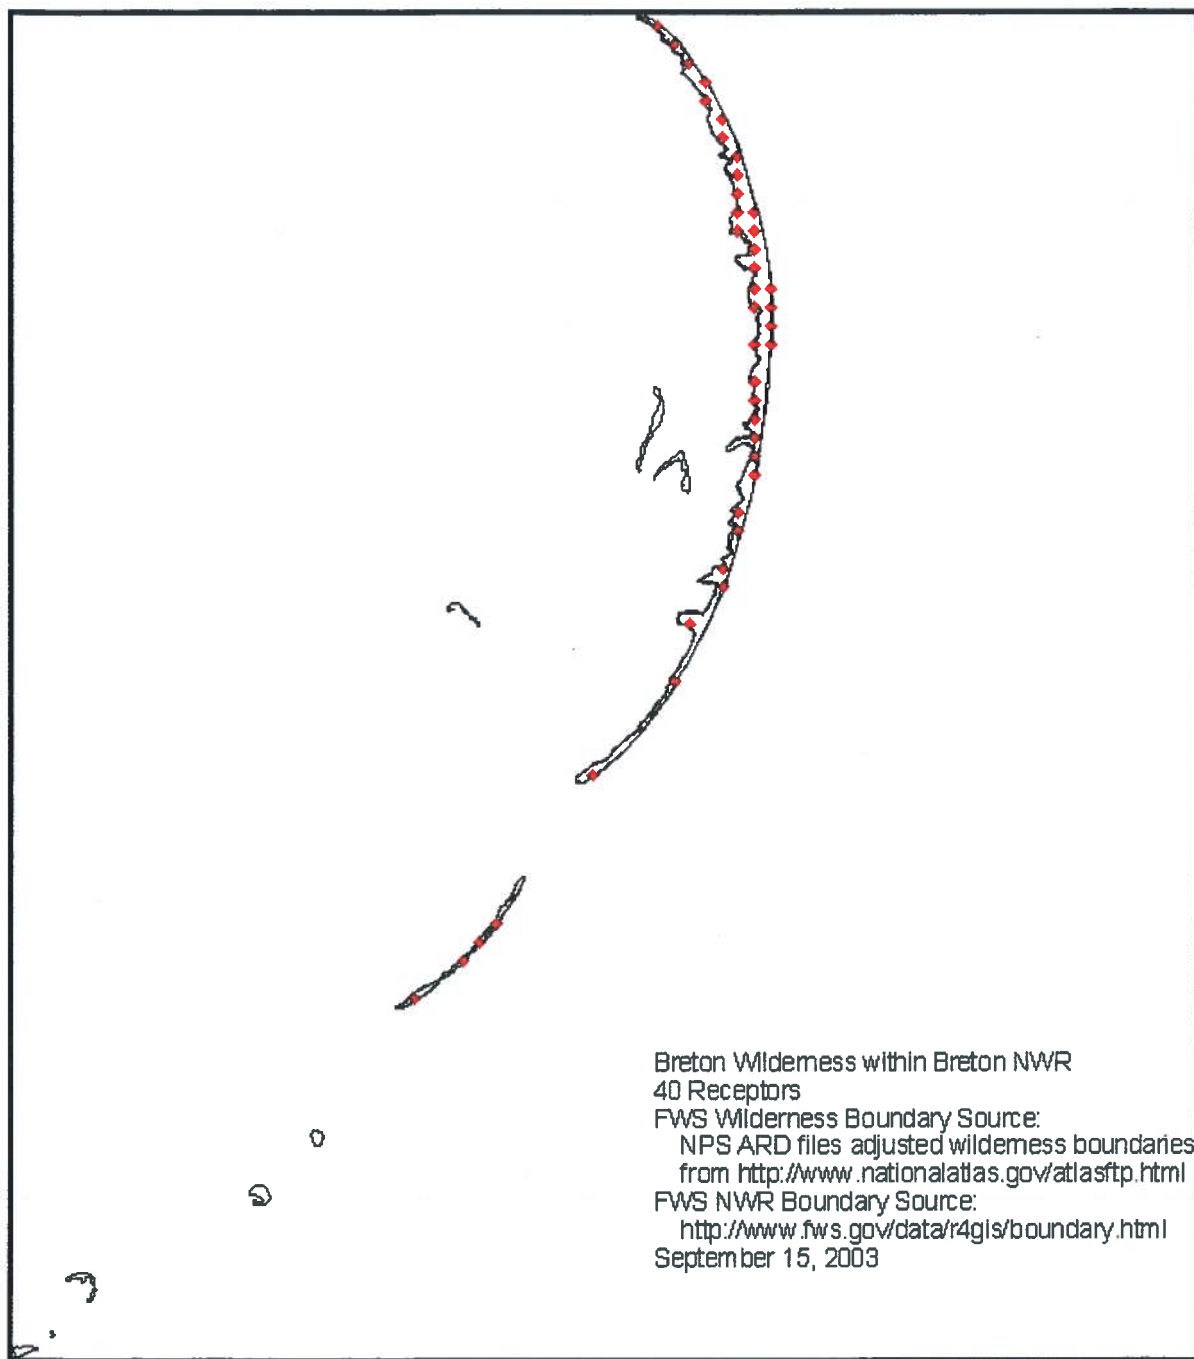 Breton Wilderness within Breton NWR
40 Receptors
FWS Wilderness Boundary Source:
NPS ARD files adjusted wilderness boundaries
from http://www.nationalatlas.gov/atlasftp.html
FWS NWR Boundary Source:
http://www.fws.gov/data/r4gis/boundary.html
September 15, 2003